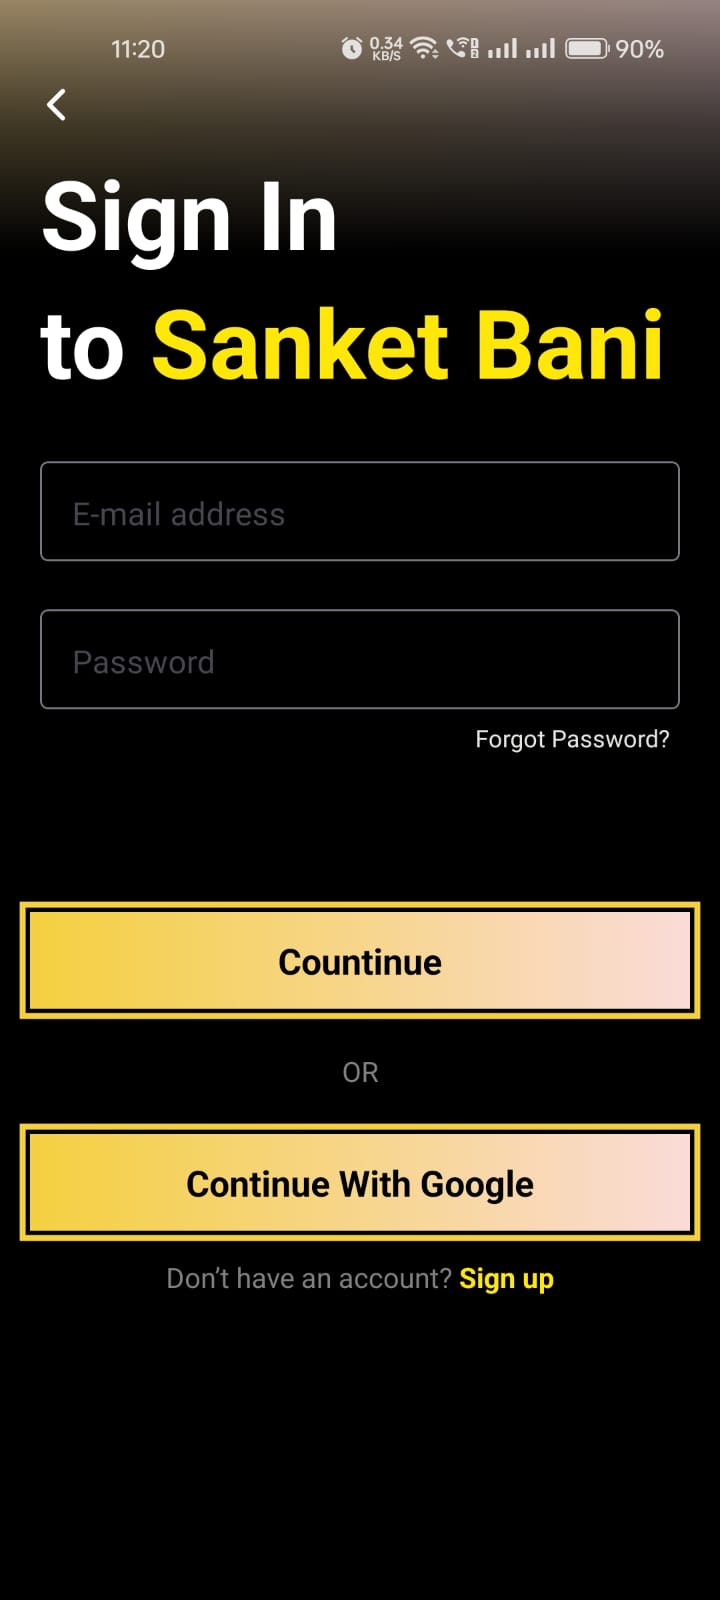 11:20 0.34 KB/S 90%
Sign In
to Sanket Bani
E-mail address
Password
Forgot Password?
Countinue
OR
Continue With Google
Don’t have an account? Sign up